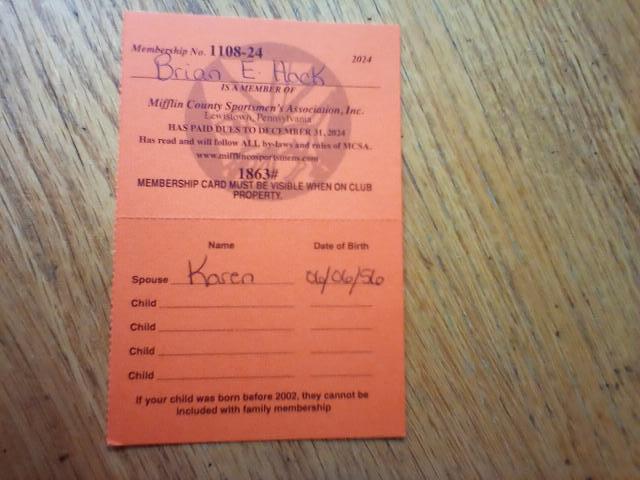 Membership No. 1108-24 2024
Brian E. Hack
IS A MEMBER OF
Mifflin County Sportsmen's Association, Inc.
Lewistown, Pennsylvania
HAS PAID DUES TO DECEMBER 31, 2024
Has read and will follow ALL by-laws and rules of MCSA.
www.mifflincosportsmens.com
1863#
MEMBERSHIP CARD MUST BE VISIBLE WHEN ON CLUB
PROPERTY.
Name Date of Birth
Spouse Karen 06/06/56
Child
Child
Child
Child
If your child was born before 2002, they cannot be
included with family membership